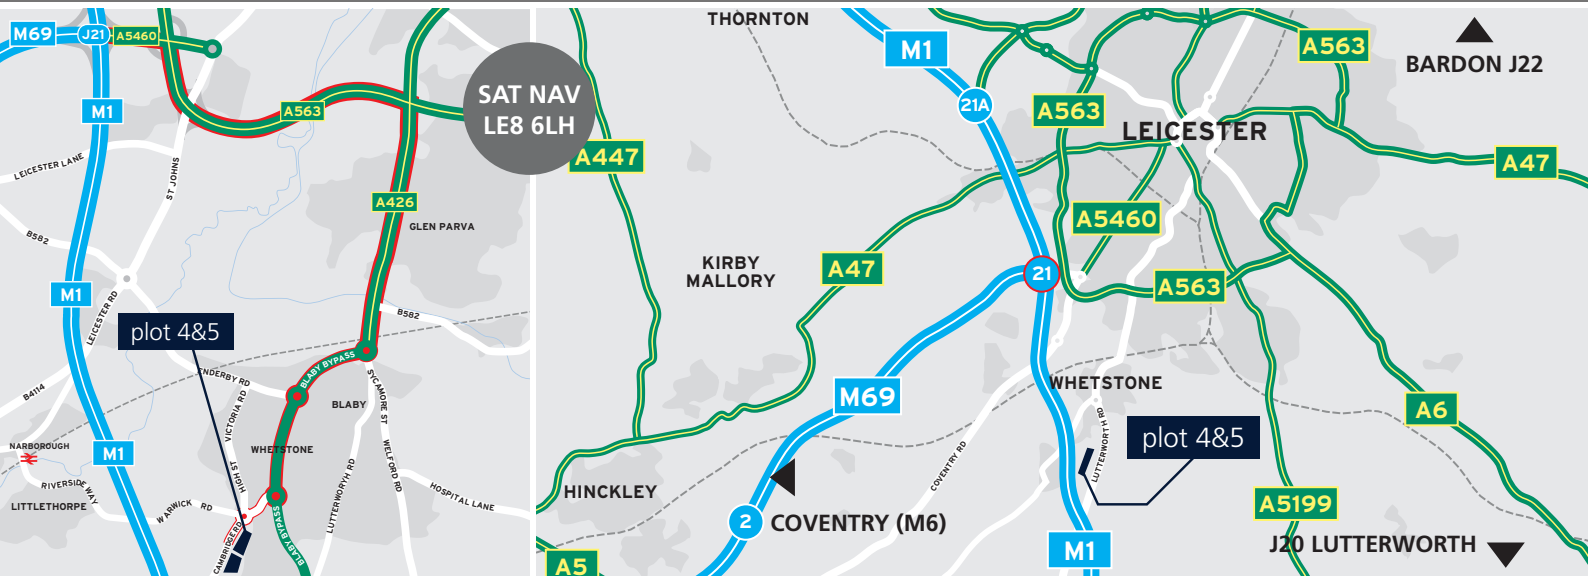 M69
J21
A5460
M1
A563
SAT NAV
LE8 6LH
LEICESTER LANE
ST JOHNS
A426
GLEN PARVA
B582
M1
LEICESTER RD
plot 4&5
B582
BLABY BYPASS
ENDERBY RD
VICTORIA RD
BLABY
SYCAMORE ST
B4114
NARBOROUGH
M1
WHETSTONE
HIGH ST
LUTTERWORYH RD
WELFORD RD
HOSPITAL LANE
RIVERSIDE WAY
LITTLETHORPE
WARWICK RD
CAMBRIDGE RD
BLABY BYPASS
THORNTON
M1
A563
BARDON J22
21A
A563
LEICESTER
A447
A47
A5460
KIRBY
MALLORY
A47
21
A563
M69
WHETSTONE
A6
LUTTERWORTH RD
plot 4&5
COVENTRY RD
HINCKLEY
A5199
2
COVENTRY (M6)
M1
J20 LUTTERWORTH
A5